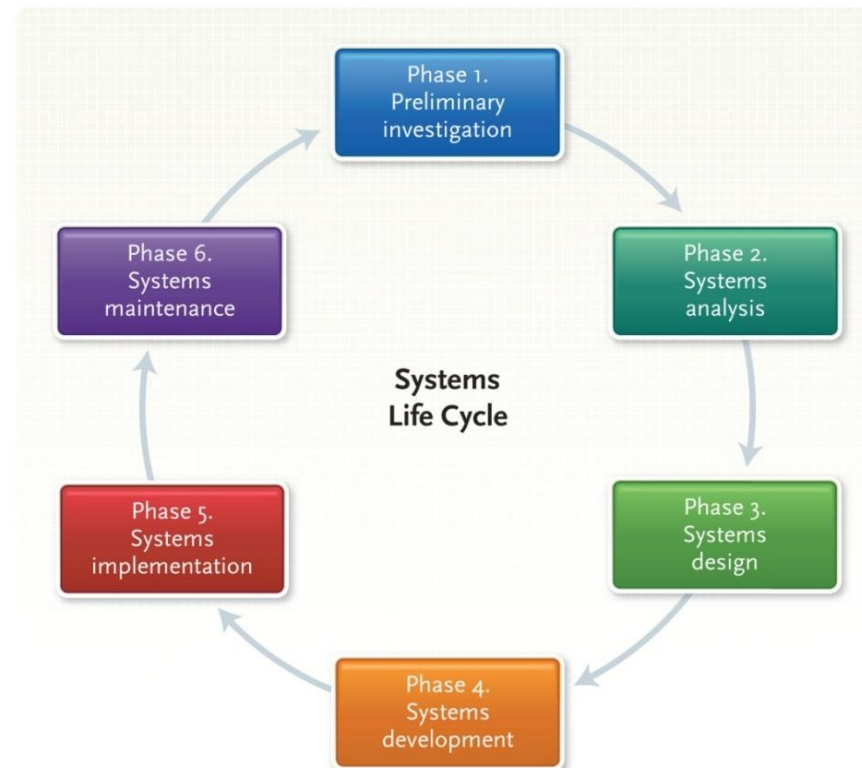 Phase 1.
Preliminary
investigation
Phase 2.
Systems
analysis
Phase 3.
Systems
design
Phase 4.
Systems
development
Phase 5.
Systems
implementation
Phase 6.
Systems
maintenance
Systems
Life Cycle